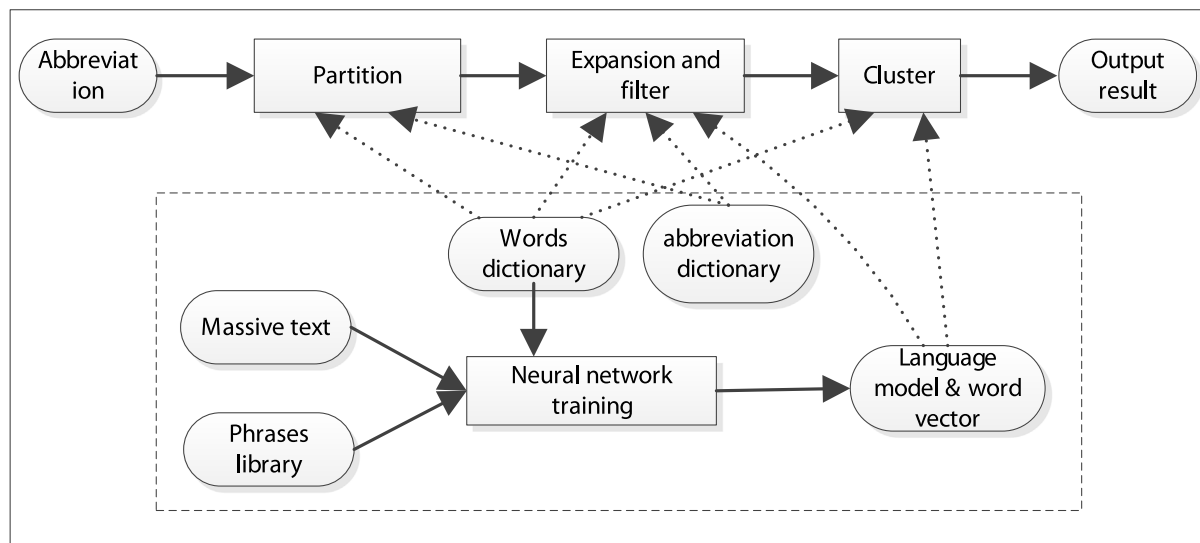 Abbreviat
ion
Partition
Expansion and
filter
Cluster
Output
result
Words
dictionary
abbreviation
dictionary
Massive text
Neural network
training
Language
model & word
vector
Phrases
library